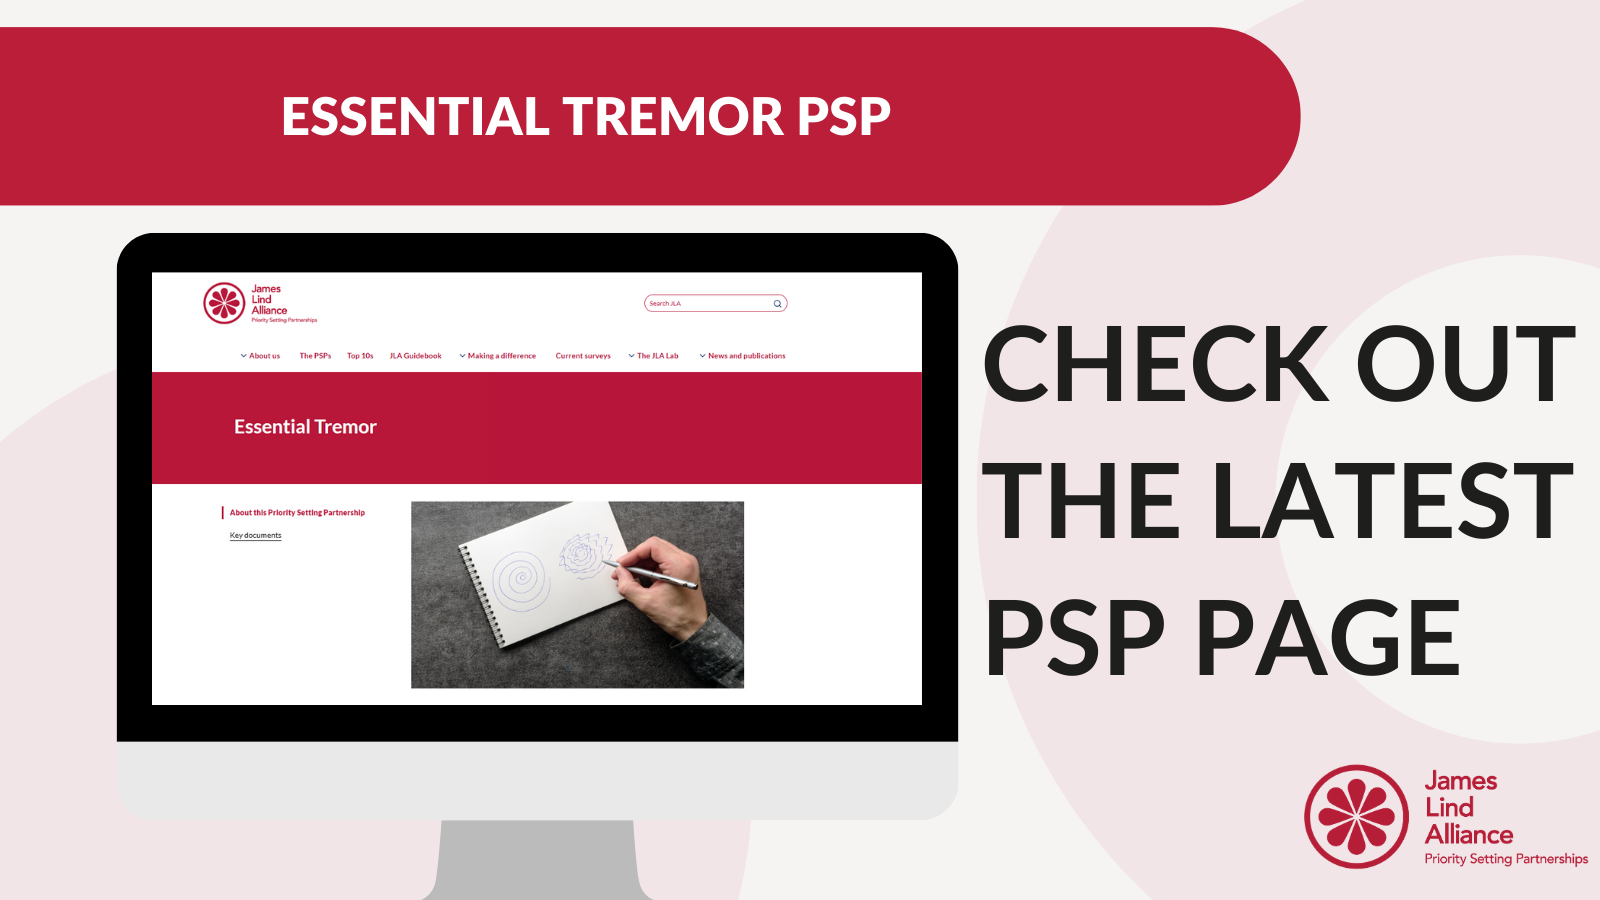 ESSENTIAL TREMOR PSP
James
Lind
Alliance
Priority Setting Partnerships
Search JLA
About us The PSPs Top 10s JLA Guidebook Making a difference Current surveys The JLA Lab News and publications
Essential Tremor
About this Priority Setting Partnership
Key documents
CHECK OUT
THE LATEST
PSP PAGE
James
Lind
Alliance
Priority Setting Partnerships